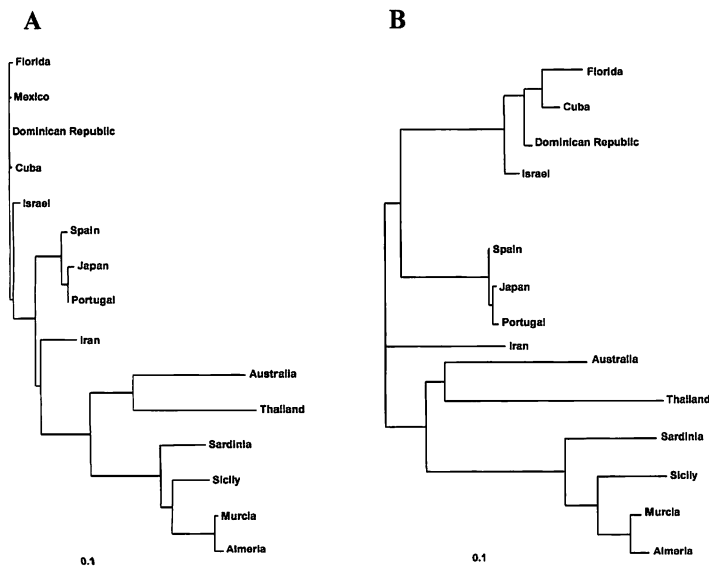 A
Florida
Mexico
Dominican Republic
Cuba
Israel
Spain
Japan
Portugal
Iran
Australia
Thailand
Sardinia
Sicily
Murcia
Almeria
0.1
B
Florida
Cuba
Dominican Republic
Israel
Spain
Japan
Portugal
Iran
Australia
Thailand
Sardinia
Sicily
Murcia
Almeria
0.1